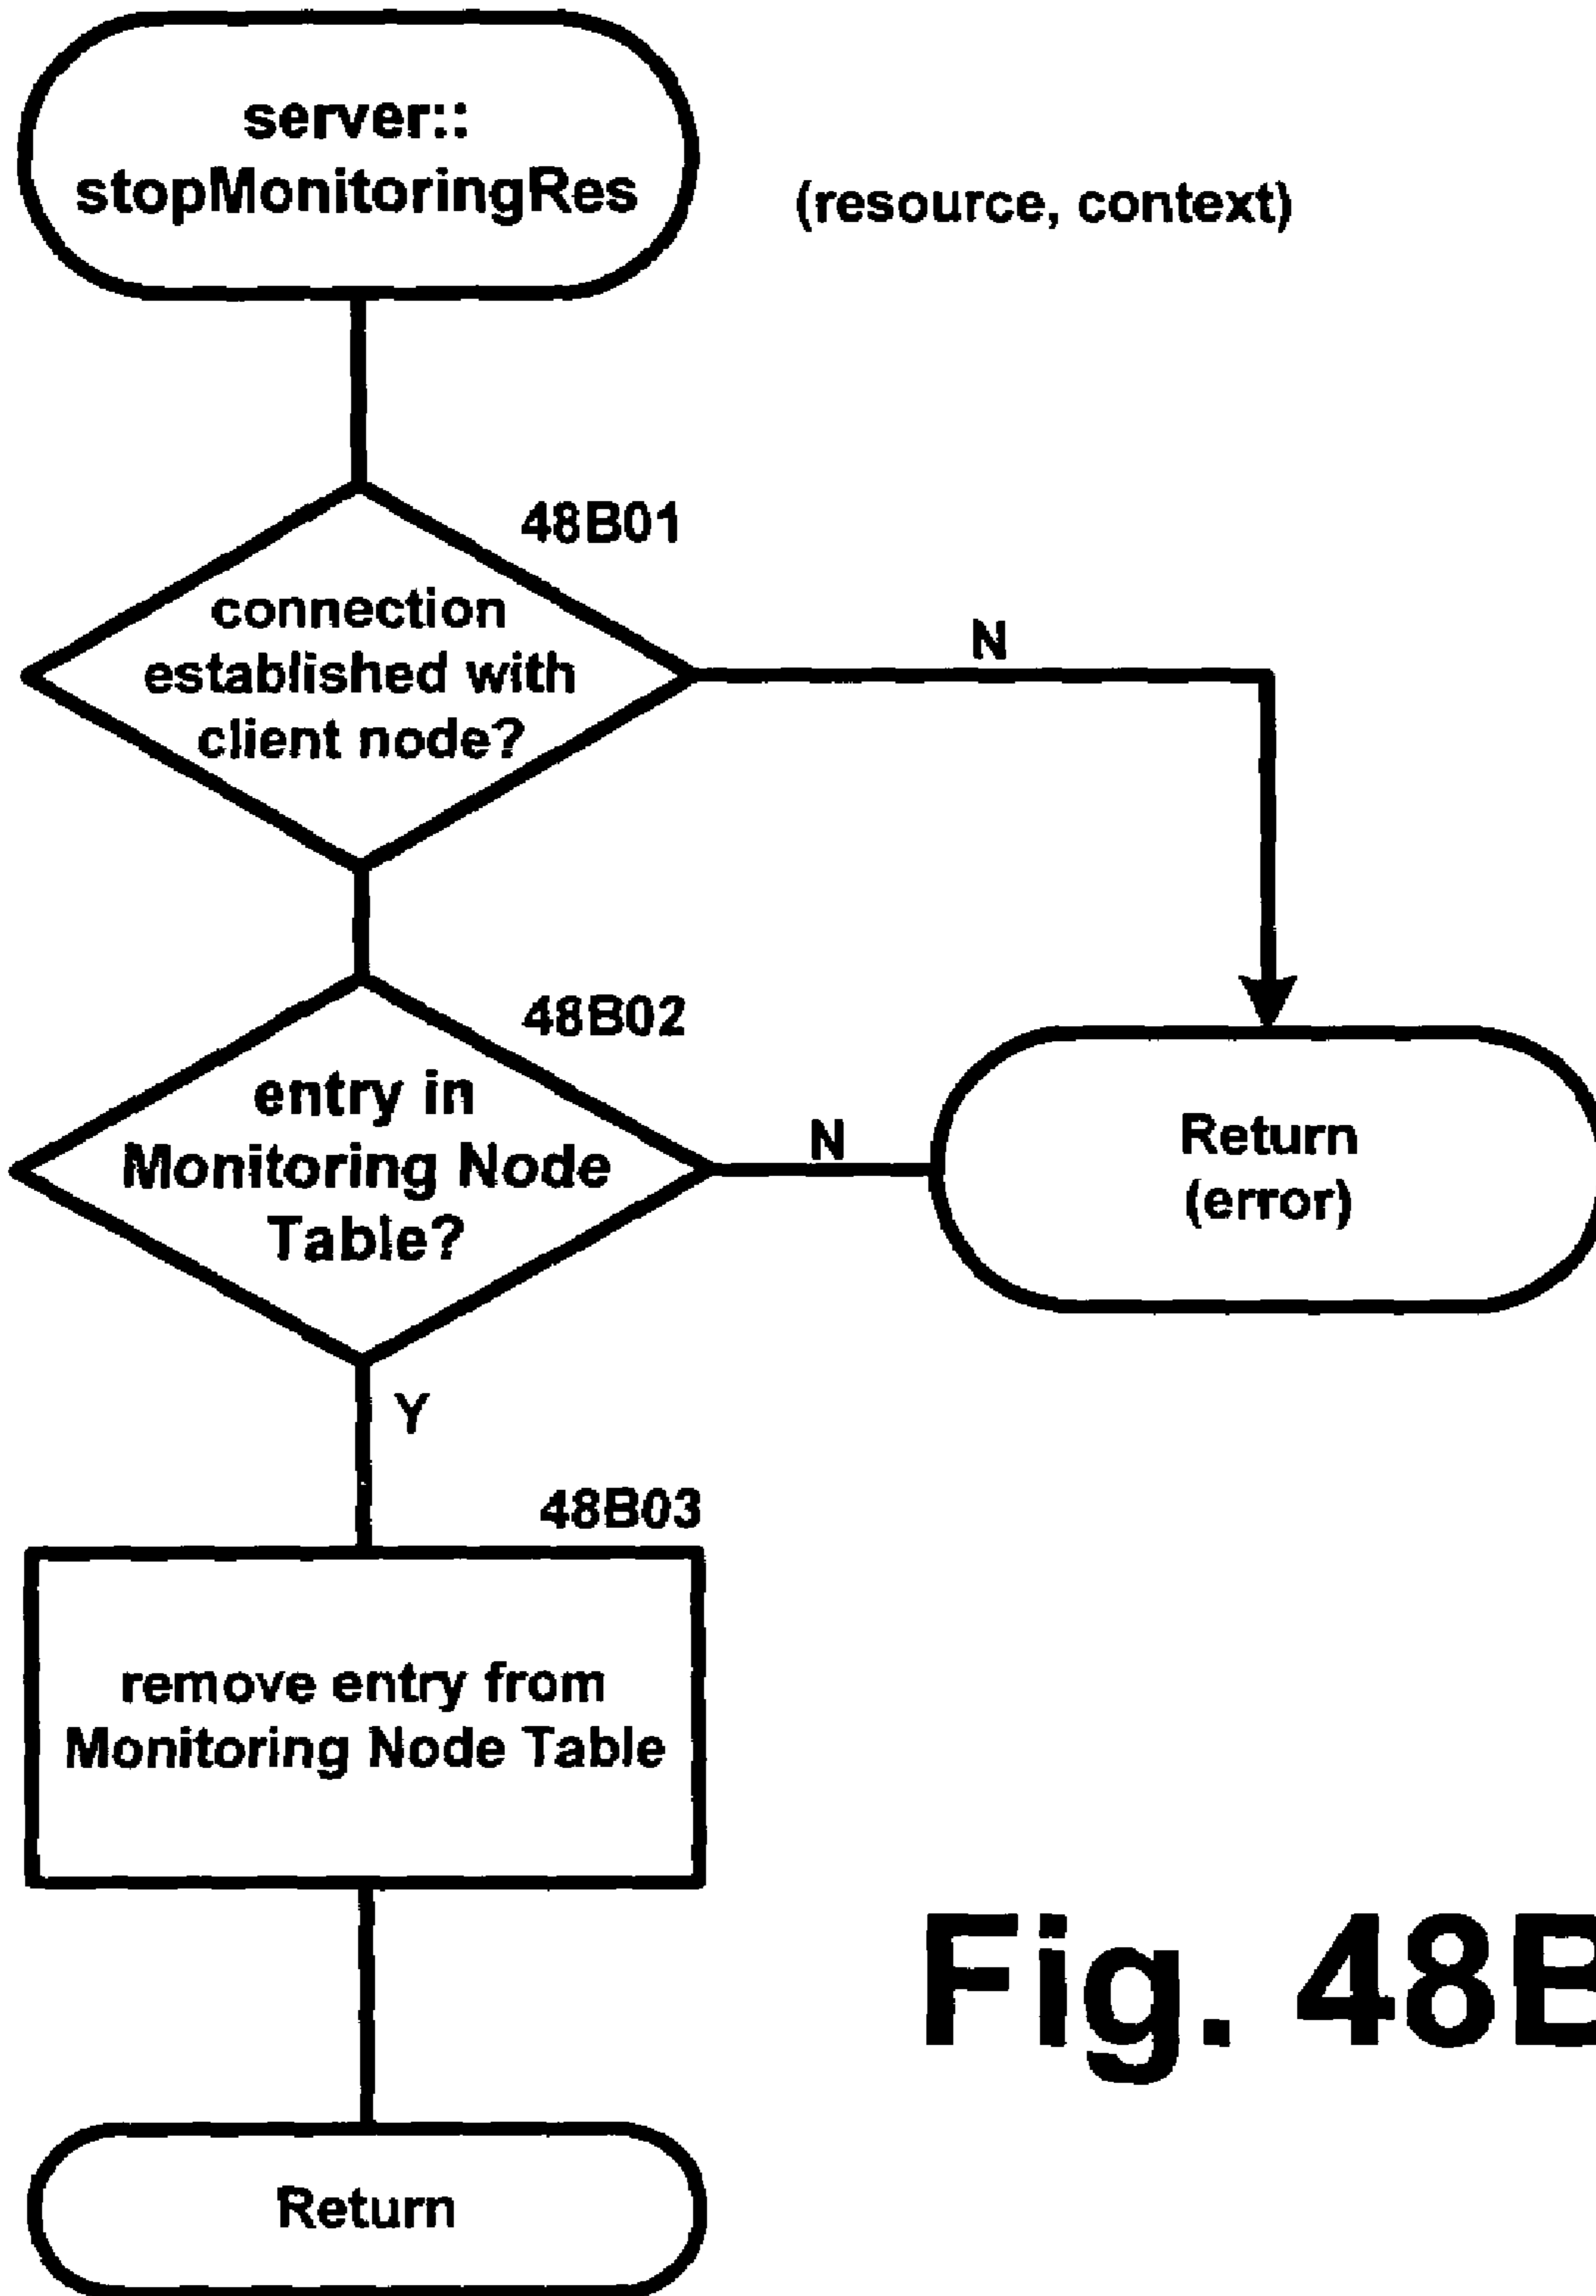 server::
stopMonitoringRes
(resource, context)
48B01
connection
established with
client node?
N
48B02
entry in
Monitoring Node
Table?
N
Return
(error)
Y
48B03
remove entry from
Monitoring Node Table
Return
Fig. 48B